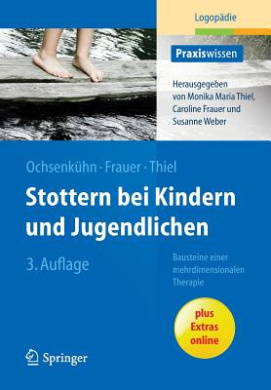 Logopädie
Praxiswissen
Herausgegeben
von Monika Maria Thiel,
Caroline Frauer und
Susanne Weber
Ochsenkühn · Frauer · Thiel
Stottern bei Kindern
und Jugendlichen
3. Auflage
Bausteine einer
mehrdimensionalen
Therapie
plus
Extras
online
Springer